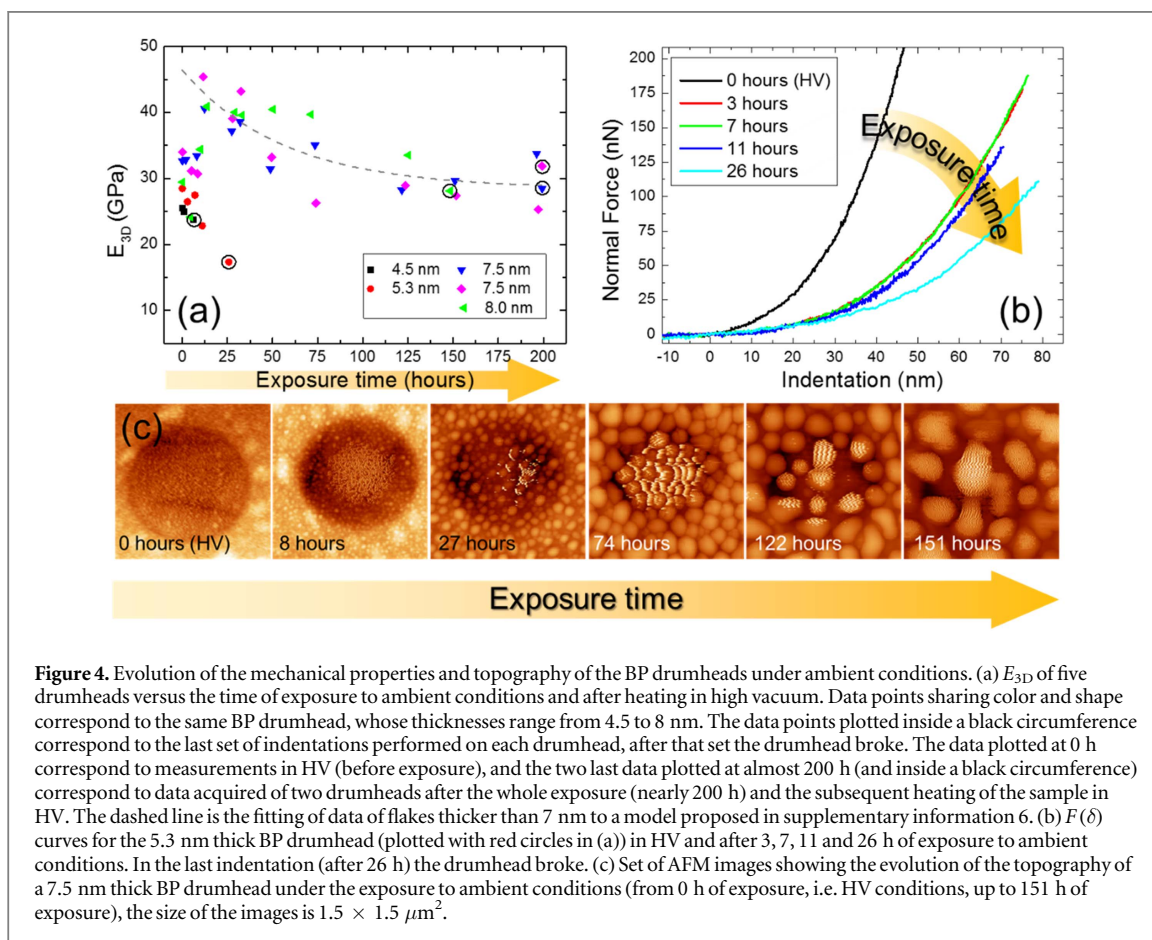 50
40
30
20
10
E3D (GPa)
(a)
4.5 nm
5.3 nm
7.5 nm
7.5 nm
8.0 nm
0 25 50 75 100 125 150 175 200
Exposure time (hours)
200
175
150
125
100
75
50
25
0
Normal Force (nN)
0 hours (HV)
3 hours
7 hours
11 hours
26 hours
Exposure time
(b)
-10 0 10 20 30 40 50 60 70 80
Indentation (nm)
(c)
0 hours (HV) 8 hours 27 hours 74 hours 122 hours 151 hours
Exposure time
Figure 4. Evolution of the mechanical properties and topography of the BP drumheads under ambient conditions. (a) E3D of five
drumheads versus the time of exposure to ambient conditions and after heating in high vacuum. Data points sharing color and shape
correspond to the same BP drumhead, whose thicknesses range from 4.5 to 8 nm. The data points plotted inside a black circumference
correspond to the last set of indentations performed on each drumhead, after that set the drumhead broke. The data plotted at 0 h
correspond to measurements in HV (before exposure), and the two last data plotted at almost 200 h (and inside a black circumference)
correspond to data acquired of two drumheads after the whole exposure (nearly 200 h) and the subsequent heating of the sample in
HV. The dashed line is the fitting of data of flakes thicker than 7 nm to a model proposed in supplementary information 6. (b) F(δ)
curves for the 5.3 nm thick BP drumhead (plotted with red circles in (a)) in HV and after 3, 7, 11 and 26 h of exposure to ambient
conditions. In the last indentation (after 26 h) the drumhead broke. (c) Set of AFM images showing the evolution of the topography of
a 7.5 nm thick BP drumhead under the exposure to ambient conditions (from 0 h of exposure, i.e. HV conditions, up to 151 h of
exposure), the size of the images is 1.5 × 1.5 μm².